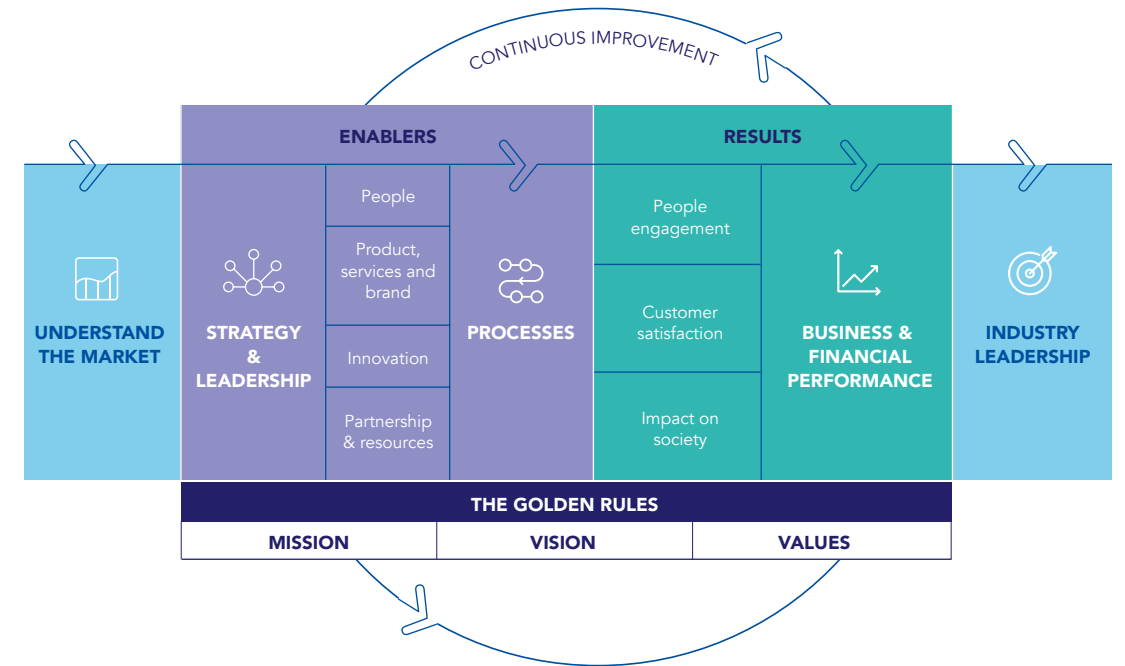 CONTINUOUS IMPROVEMENT
ENABLERS
RESULTS
UNDERSTAND
THE MARKET
STRATEGY
&
LEADERSHIP
People
Product,
services and
brand
Innovation
Partnership
& resources
PROCESSES
People
engagement
Customer
satisfaction
Impact on
society
BUSINESS &
FINANCIAL
PERFORMANCE
INDUSTRY
LEADERSHIP
THE GOLDEN RULES
MISSION
VISION
VALUES